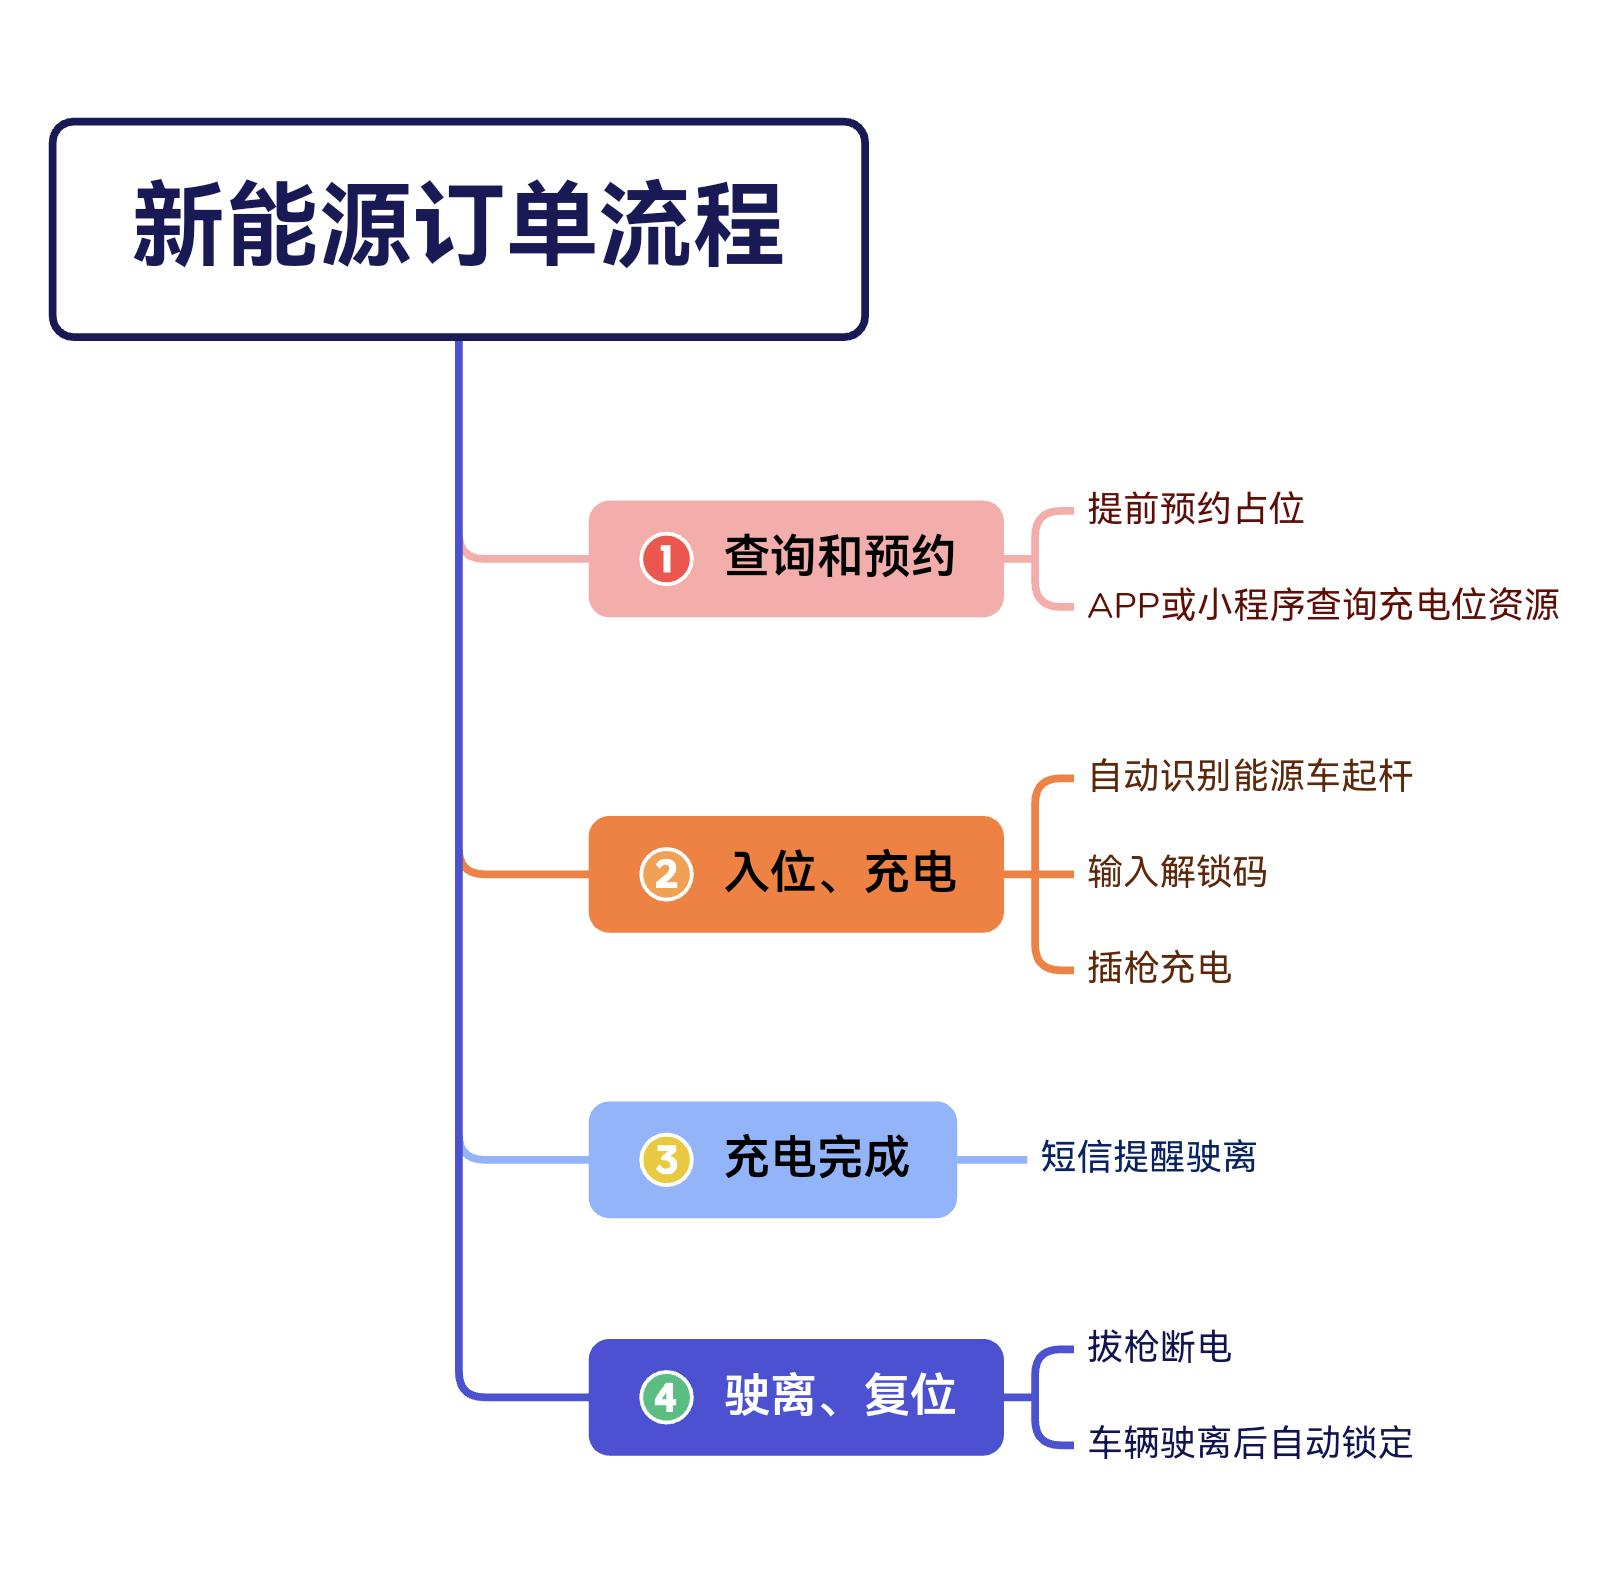 新能源订单流程
1 查询和预约
提前预约占位
APP或小程序查询充电位资源
2 入位、充电
自动识别能源车起杆
输入解锁码
插枪充电
3 充电完成
短信提醒驶离
4 驶离、复位
拔枪断电
车辆驶离后自动锁定